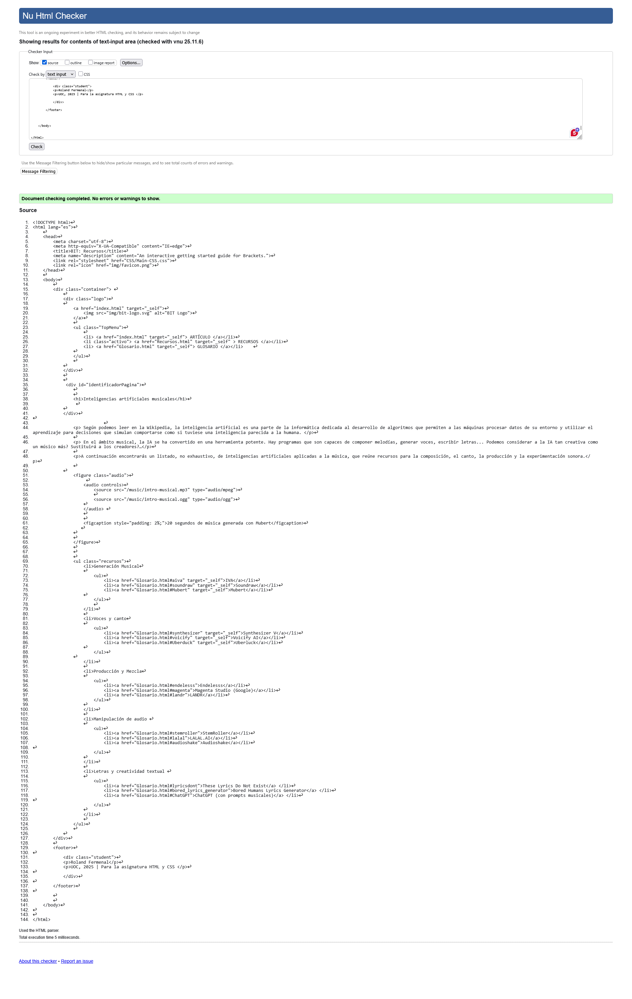 Nu Html Checker
This tool is an ongoing experiment in better HTML checking, and its behavior remains subject to change
Showing results for contents of text-input area (checked with vnu 25.11.6)
Checker Input
Show source outline image report Options...
Check by text input CSS
<div class="student">
<p>Roland Fermenal</p>
<p>UOC, 2025 | Para la asignatura HTML y CSS </p>
</div>
</footer>
</body>
</html>
5
Check
Use the Message Filtering button below to hide/show particular messages, and to see total counts of errors and warnings.
Message Filtering
Document checking completed. No errors or warnings to show.
Source
1. <!DOCTYPE html>↩
2. <html lang="es">↩
3. ↩
4. <head>↩
5. <meta charset="utf-8">↩
6. <meta http-equiv="X-UA-Compatible" content="IE=edge">↩
7. <title>BIT: Recursos</title>↩
8. <meta name="description" content="An interactive getting started guide for Brackets.">↩
9. <link rel="stylesheet" href="CSS/Main-CSS.css">↩
10. <link rel="icon" href="img/favicon.png">↩
11. </head>↩
12. ↩
13. <body>↩
14. ↩
15. <div class="container"> ↩
16. ↩
17. <div class="logo">↩
18. ↩
19. <a href="index.html" target="_self">↩
20. <img src="img/bit-logo.svg" alt="BIT Logo">↩
21. </a>↩
22. ↩
23. <ul class="TopMenu">↩
24. ↩
25. <li> <a href="index.html" target="_self"> ARTÍCULO </a></li>↩
26. <li class="activo"> <a href="Recursos.html" target="_self" > RECURSOS </a></li>↩
27. <li> <a href="Glosario.html" target="_self"> GLOSARIO </a></li> ↩
28. ↩
29. </ul>↩
30. ↩
31. ↩
32. </div>↩
33. ↩
34. ↩
35. <div id="identificadorPagina">↩
36. ↩
37. ↩
38. <h1>Inteligencias artificiales musicales</h1>↩
39. ↩
40. ↩
41. </div>↩
42. ↩
43. ↩
44. <p> Según podemos leer en la Wikipedia, la inteligencia artificial es una parte de la informática dedicada al desarrollo de algoritmos que permiten a las máquinas procesar datos de su entorno y utilizar el
aprendizaje para decisiones que simulan comportarse como si tuviese una inteligencia parecida a la humana. </p>↩
45. ↩
46. <p> En el ámbito musical, la IA se ha convertido en una herramienta potente. Hay programas que son capaces de componer melodías, generar voces, escribir letras... Podemos considerar a la IA tan creativa como
un músico más? Sustituirá a los creadores?…</p>↩
47. ↩
48. <p>A continuación encontrarás un listado, no exhaustivo, de inteligencias artificiales aplicadas a la música, que reúne recursos para la composición, el canto, la producción y la experimentación sonora.</
p>↩
49. ↩
50. ↩
51. <figure class="audio">↩
52. ↩
53. <audio controls>↩
54. <source src="/music/intro-musical.mp3" type="audio/mpeg">↩
55. ↩
56. <source src="/music/intro-musical.ogg" type="audio/ogg">↩
57. ↩
58. </audio> ↩
59. ↩
60. ↩
61. <figcaption style="padding: 2%;">20 segundos de música generada con Mubert</figcaption>↩
62. ↩
63. ↩
64. ↩
65. </figure>↩
66. ↩
67. ↩
68. ↩
69. <ul class="recursos">↩
70. <li>Generación Musical↩
71. ↩
72. <ul>↩
73. <li><a href="Glosario.html#aiva" target="_self">IVA</a></li>↩
74. <li><a href="Glosario.html#soundraw" target="_self">Soundraw</a></li>↩
75. <li><a href="Glosario.html#Mubert" target="_self">Mubert</a></li>↩
76. ↩
77. </ul>↩
78. ↩
79. </li>↩
80. ↩
81. <li>Voces y canto↩
82. ↩
83. <ul>↩
84. <li><a href="Glosario.html#synthesizer" target="_self">Synthesizer V</a></li>↩
85. <li><a href="Glosario.html#voicify" target="_self">Voicify AI</a></li>↩
86. <li><a href="Glosario.html#Uberduck" target="_self">Uberluck</a></li>↩
87. ↩
88. </ul>↩
89. ↩
90. </li>↩
91. ↩
92. <li>Producción y Mezcla↩
93. ↩
94. <ul>↩
95. <li><a href="Glosario.html#endelesss">Endelesss</a></li>↩
96. <li><a href="Glosario.html#magenta">Magenta Studio (Google)</a></li>↩
97. <li><a href="Glosario.html#landr">LANDR</a></li>↩
98. </ul>↩
99. ↩
100. </li>↩
101. ↩
102. <li>Manipulación de audio ↩
103. ↩
104. <ul>↩
105. <li><a href="Glosario.html#stemroller">StemRoller</a></li>↩
106. <li><a href="Glosario.html#lalal">LALAL.AI</a></li>↩
107. <li><a href="Glosario.html#audioshake">Audioshake</a></li>↩
108. ↩
109. </ul>↩
110. ↩
111. </li>↩
112. ↩
113. <li>Letras y creatividad textual ↩
114. ↩
115. <ul>↩
116. <li><a href="Glosario.html#lyricsdont">These Lyrics Do Not Exist</a> </li>↩
117. <li><a href="Glosario.html#bored_lyrics_generator">Bored Humans Lyrics Generator</a> </li>↩
118. <li><a href="Glosario.html#ChatGPT">ChatGPT (con prompts musicales)</a> </li>↩
119. ↩
120. </ul>↩
121. ↩
122. </li>↩
123. ↩
124. </ul>↩
125. ↩
126. ↩
127. </div>↩
128. ↩
129. <footer>↩
130. ↩
131. <div class="student">↩
132. <p>Roland Fermenal</p>↩
133. <p>UOC, 2025 | Para la asignatura HTML y CSS </p>↩
134. ↩
135. </div>↩
136. ↩
137. </footer>↩
138. ↩
139. ↩
140. ↩
141. </body>↩
142. ↩
143. ↩
144. </html>
Used the HTML parser.
Total execution time 5 milliseconds.
About this checker • Report an issue